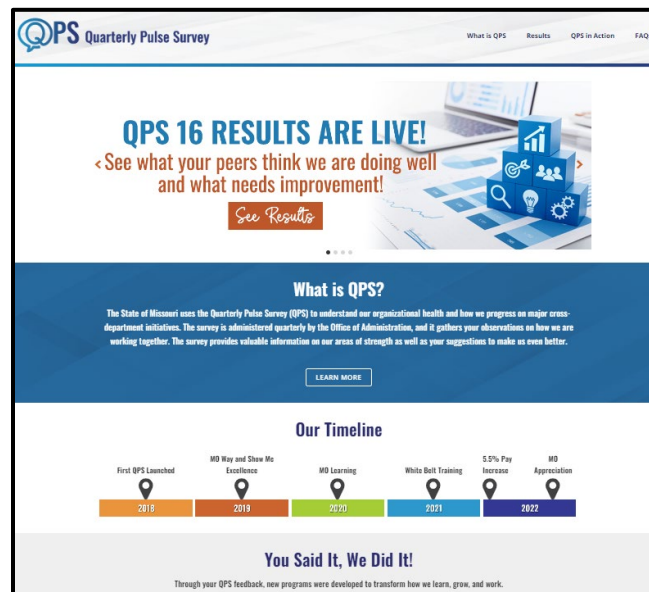 QPS Quarterly Pulse Survey
What is QPS Results QPS in Action FAQ
QPS 16 RESULTS ARE LIVE!
See what your peers think we are doing well
and what needs improvement!
See Results
What is QPS?
The State of Missouri uses the Quarterly Pulse Survey (QPS) to understand our organizational health and how we progress on major cross-
department initiatives. The survey is administered quarterly by the Office of Administration, and it gathers your observations on how we are
working together. The survey provides valuable information on our areas of strength as well as your suggestions to make us even better.
LEARN MORE
Our Timeline
First QPS Launched
MO Way and Show Me
Excellence
MO Learning
White Belt Training
5.5% Pay
Increase
MO
Appreciation
2018 2019 2020 2021 2022
You Said It, We Did It!
Through your QPS feedback, new programs were developed to transform how we learn, grow, and work.